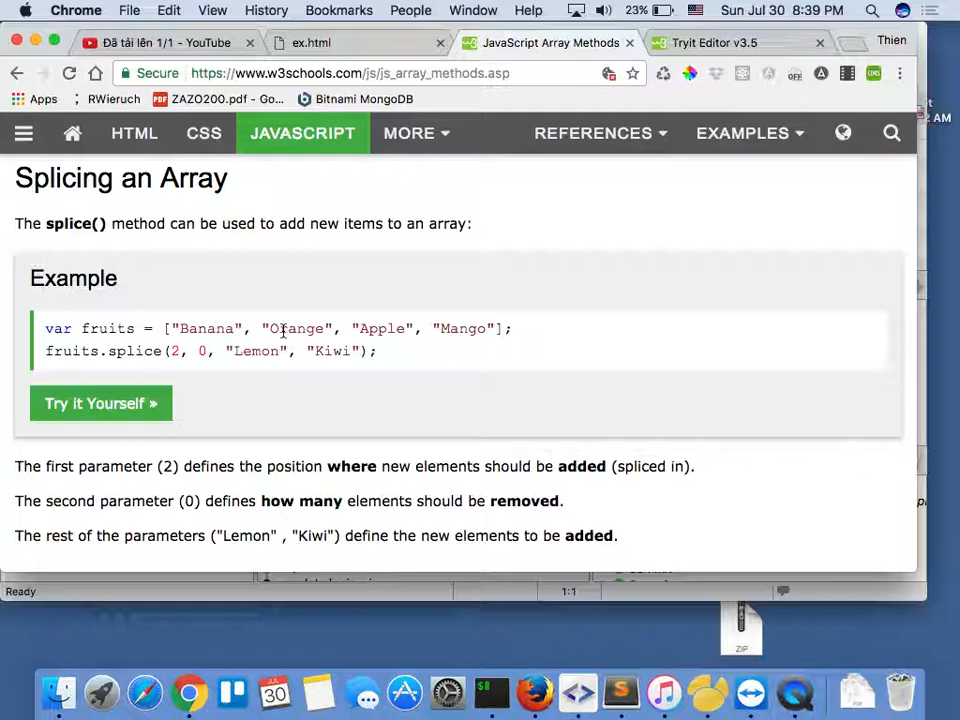 Chrome File Edit View History Bookmarks People Window Help 23% Sun Jul 30 8:39 PM
Đã tải lên 1/1 - YouTube ex.html JavaScript Array Methods Tryit Editor v3.5 Thien
Secure https://www.w3schools.com/js/js_array_methods.asp OFF
Apps RWieruch PDF ZAZO200.pdf - Go... Bitnami MongoDB
2 AM
HTML CSS JAVASCRIPT MORE REFERENCES EXAMPLES
Splicing an Array
The splice() method can be used to add new items to an array:
Example
var fruits = ["Banana", "Orange", "Apple", "Mango"];
fruits.splice(2, 0, "Lemon", "Kiwi");
Try it Yourself »
The first parameter (2) defines the position where new elements should be added (spliced in).
The second parameter (0) defines how many elements should be removed.
The rest of the parameters ("Lemon" , "Kiwi") define the new elements to be added.
Ready 1:1
ZIP
JUL
30